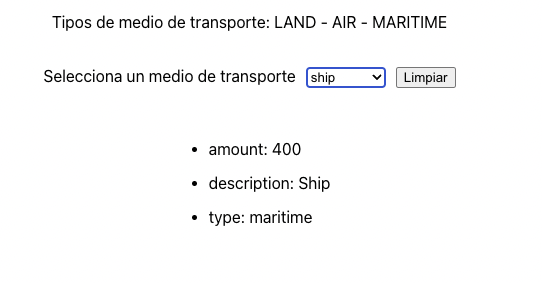 Tipos de medio de transporte: LAND - AIR - MARITIME
Selecciona un medio de transporte ship Limpiar
• amount: 400
• description: Ship
• type: maritime